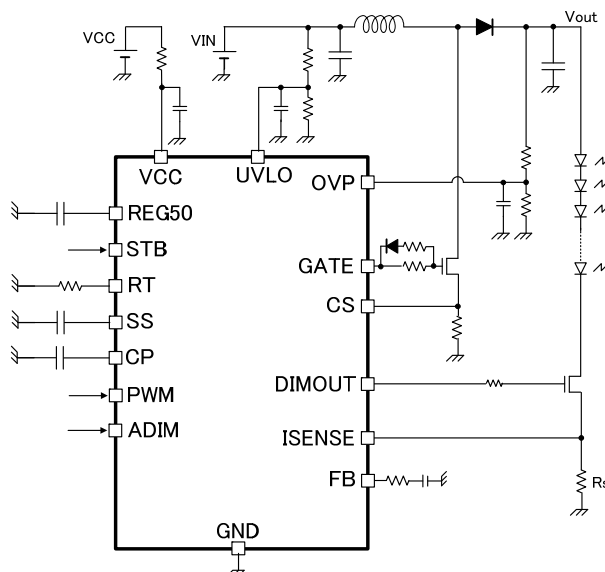 Vout
VCC
VIN
VCC
UVLO
OVP
REG50
STB
GATE
RT
CS
SS
CP
DIMOUT
PWM
ADIM
ISENSE
FB
Rs
GND